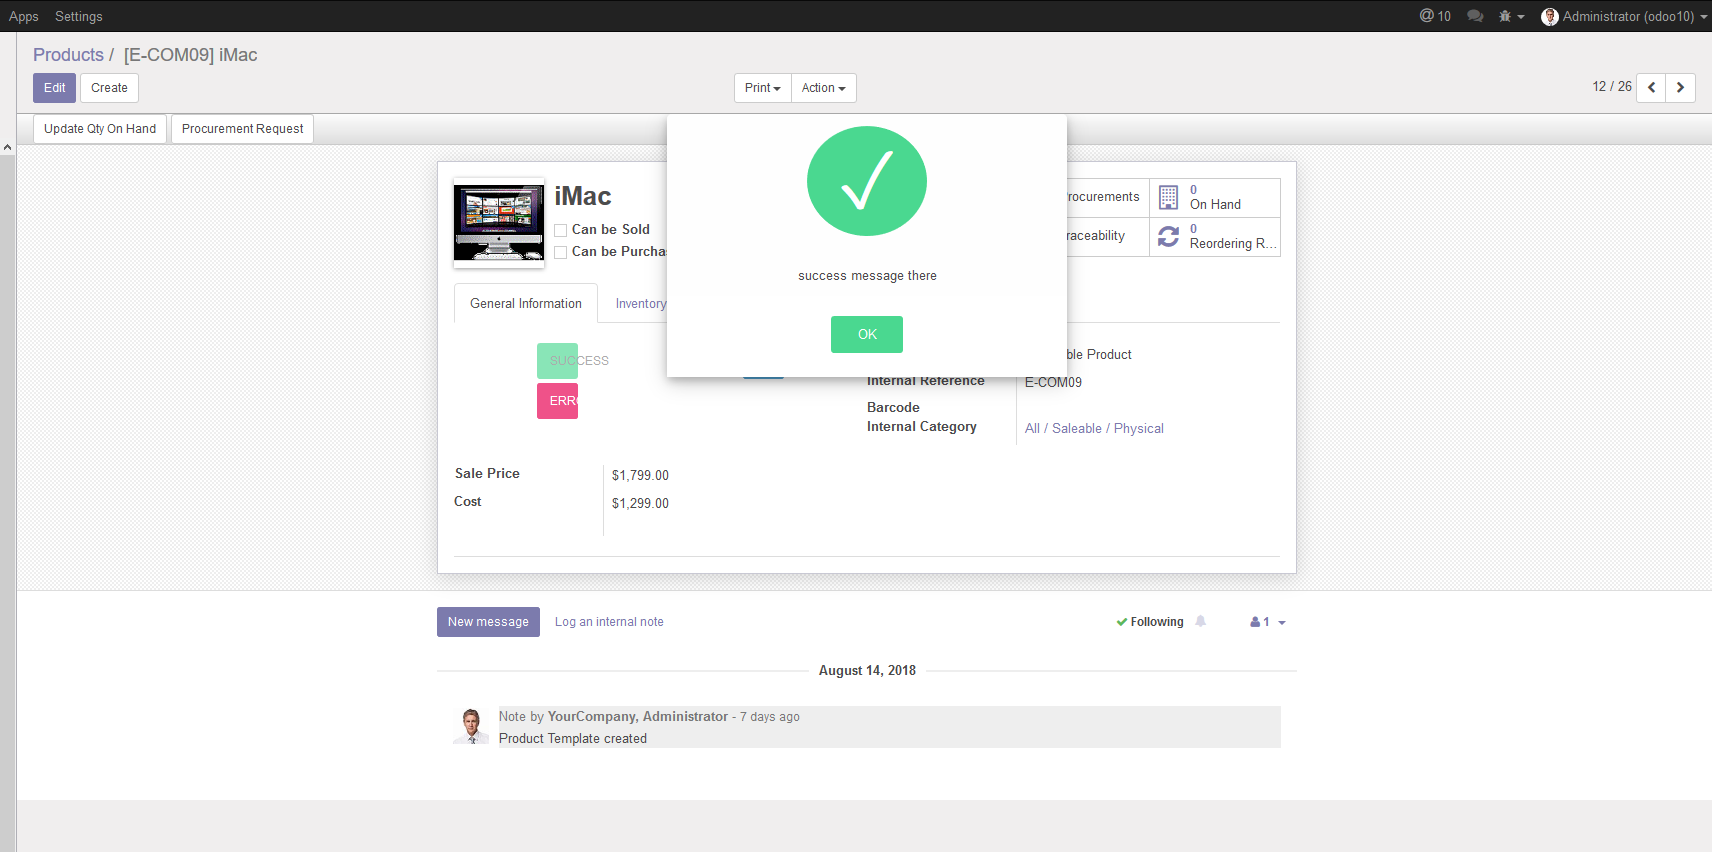 Apps Settings @ 10 Administrator (odoo10)
Products / [E-COM09] iMac
Edit Create Print Action 12 / 26
Update Qty On Hand Procurement Request
iMac
Can be Sold
Can be Purcha
rocurements 0 On Hand
raceability 0 Reordering R...
success message there
OK
General Information Inventory
SUCCESS
ERRO
ble Product
Internal Reference E-COM09
Barcode
Internal Category All / Saleable / Physical
Sale Price $1,799.00
Cost $1,299.00
New message Log an internal note Following 1
August 14, 2018
Note by YourCompany, Administrator - 7 days ago
Product Template created